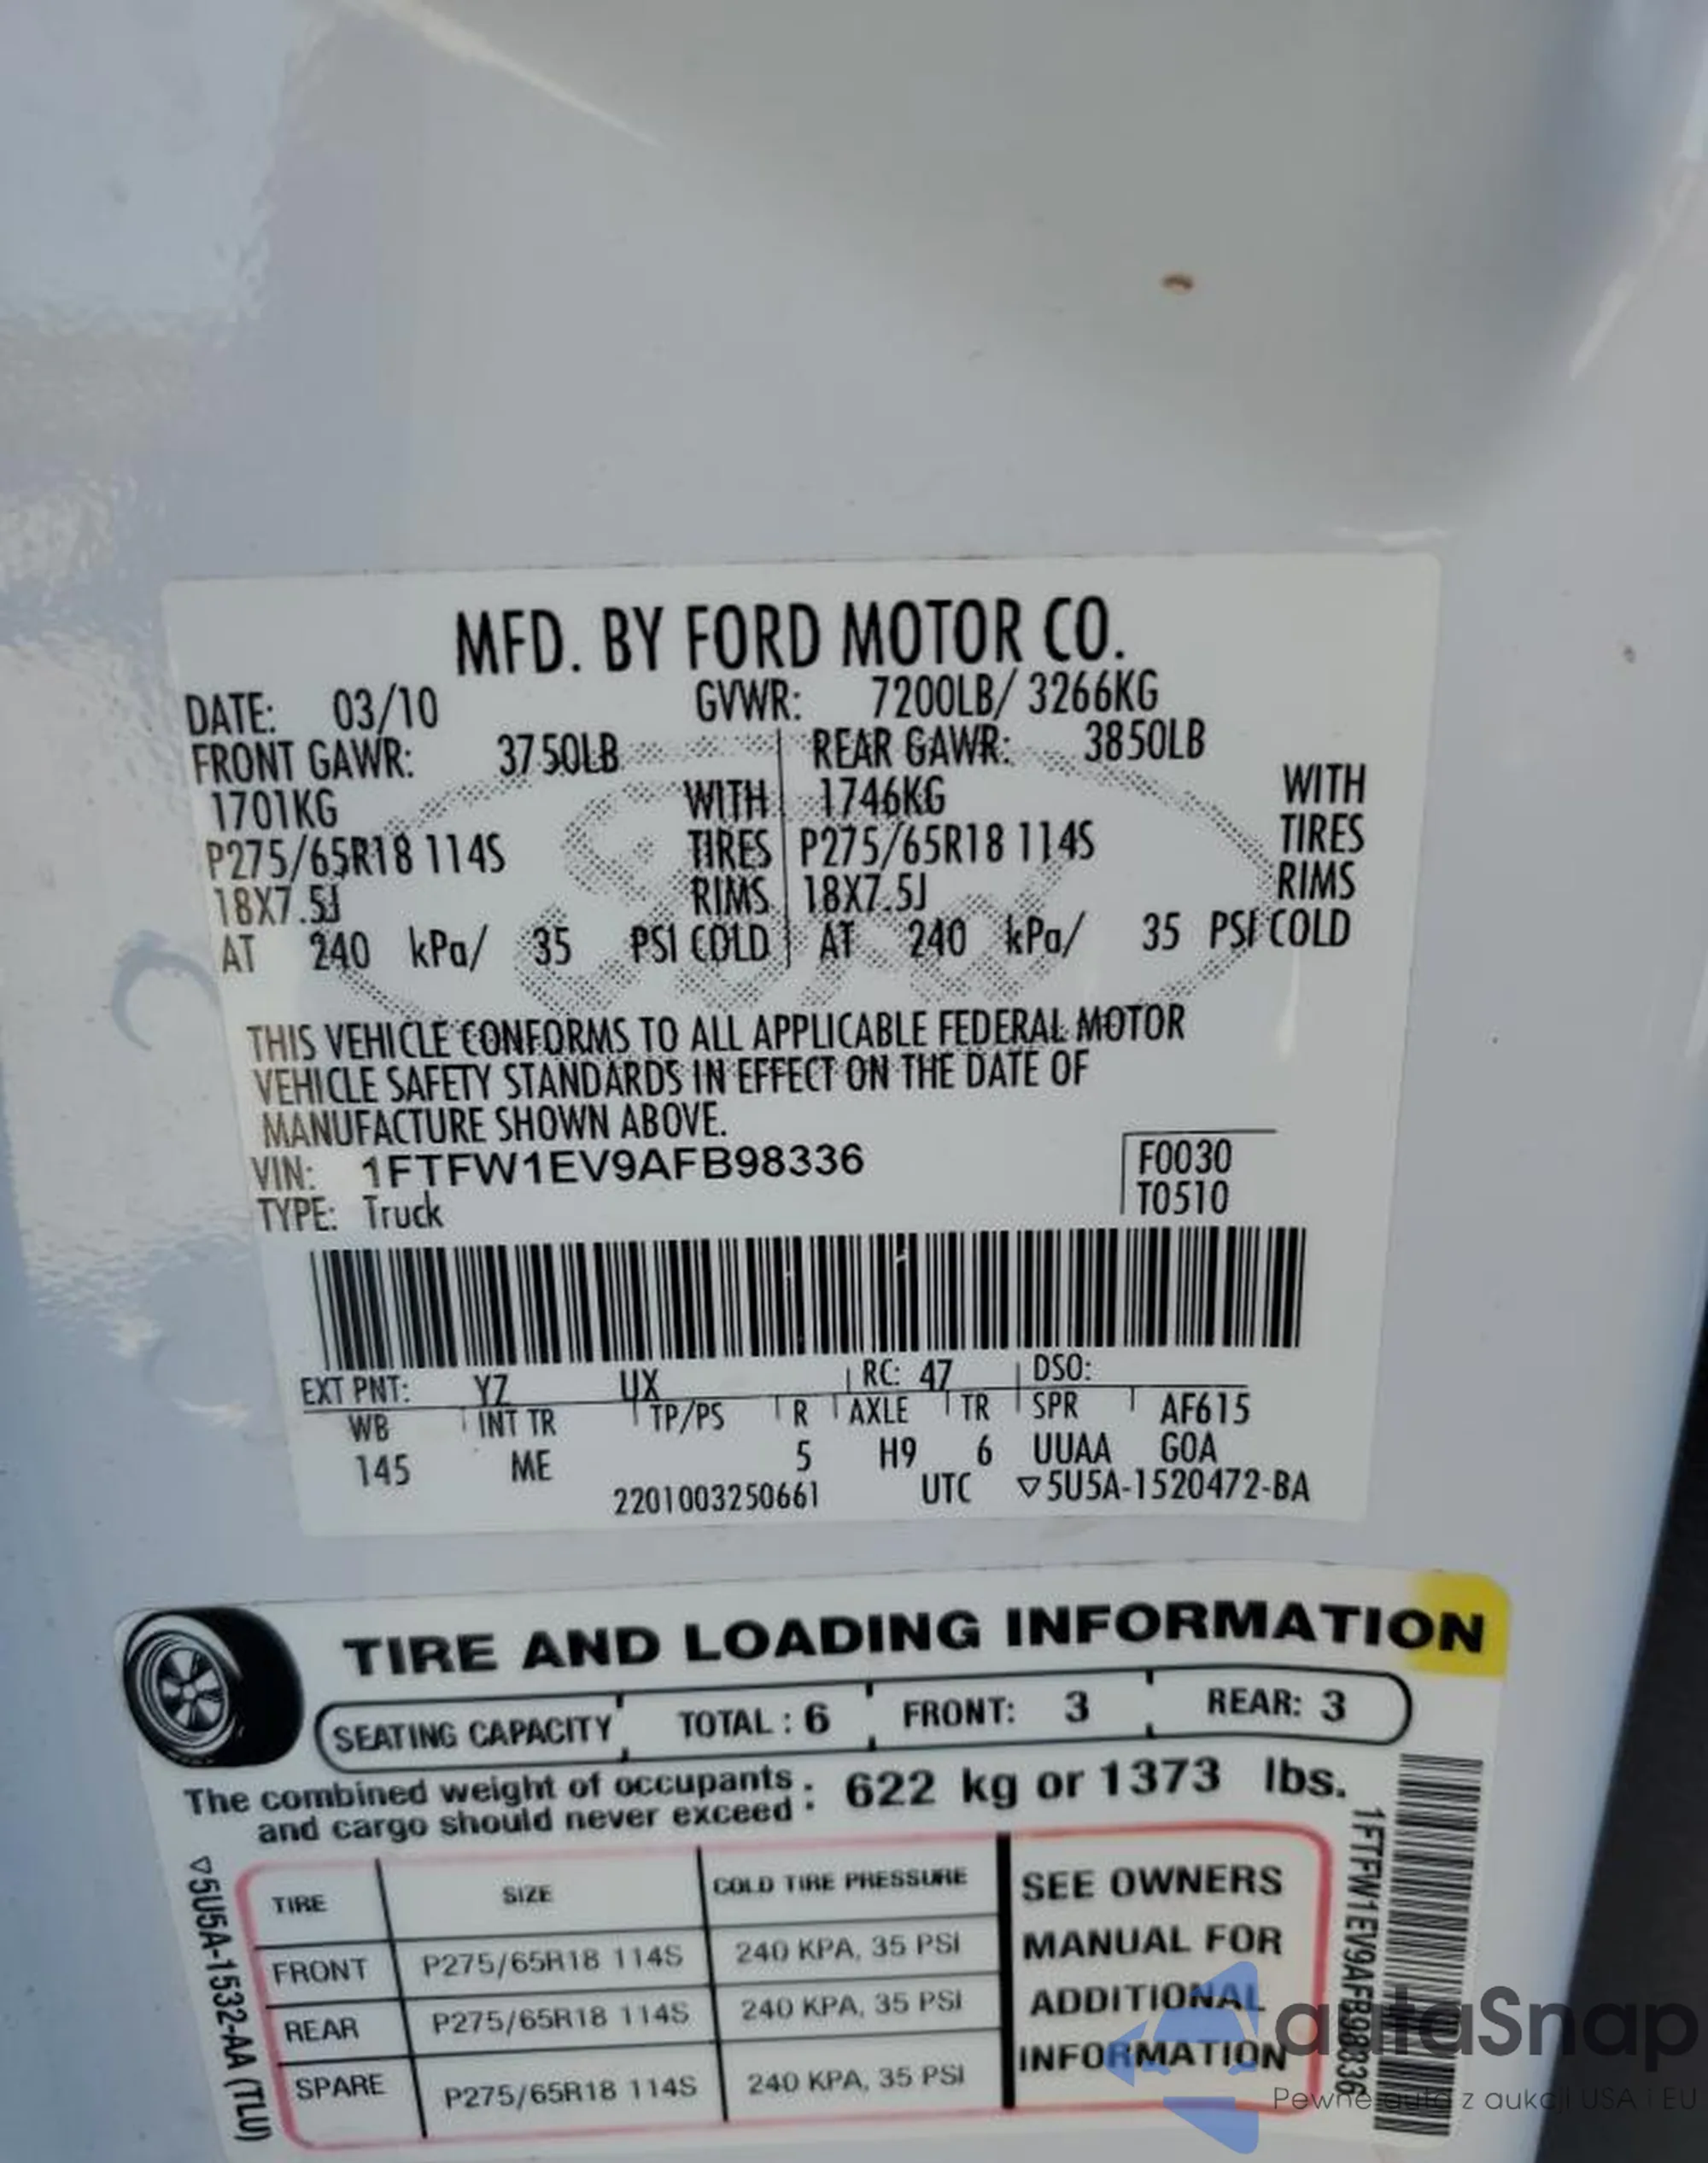 MFD. BY FORD MOTOR CO.
DATE: 03/10 GVWR: 7200LB/ 3266KG
FRONT GAWR: 3750LB REAR GAWR: 3850LB
1701KG WITH 1746KG WITH
P275/65R18 114S TIRES P275/65R18 114S TIRES
18X7.5J RIMS 18X7.5J RIMS
AT 240 kPa/ 35 PSI COLD AT 240 kPa/ 35 PSI COLD
THIS VEHICLE CONFORMS TO ALL APPLICABLE FEDERAL MOTOR
VEHICLE SAFETY STANDARDS IN EFFECT ON THE DATE OF
MANUFACTURE SHOWN ABOVE.
VIN: 1FTFW1EV9AFB98336 F0030
TYPE: Truck T0510
EXT PNT: YZ UX RC: 47 DSO:
WB INT TR TP/PS R AXLE TR SPR AF615
145 ME 5 H9 6 UUAA GOA
2201003250661 UTC ▽5U5A-1520472-BA
TIRE AND LOADING INFORMATION
SEATING CAPACITY TOTAL : 6 FRONT: 3 REAR: 3
The combined weight of occupants : 622 kg or 1373 lbs.
and cargo should never exceed :
TIRE SIZE COLD TIRE PRESSURE SEE OWNERS
FRONT P275/65R18 114S 240 KPA, 35 PSI MANUAL FOR
REAR P275/65R18 114S 240 KPA, 35 PSI ADDITIONAL
SPARE P275/65R18 114S 240 KPA, 35 PSI INFORMATION
▽5U5A-1532-AA (TLU)
1FTFW1EV9AFB98336
autaSnap
Pewne auta z aukcji USA i EU